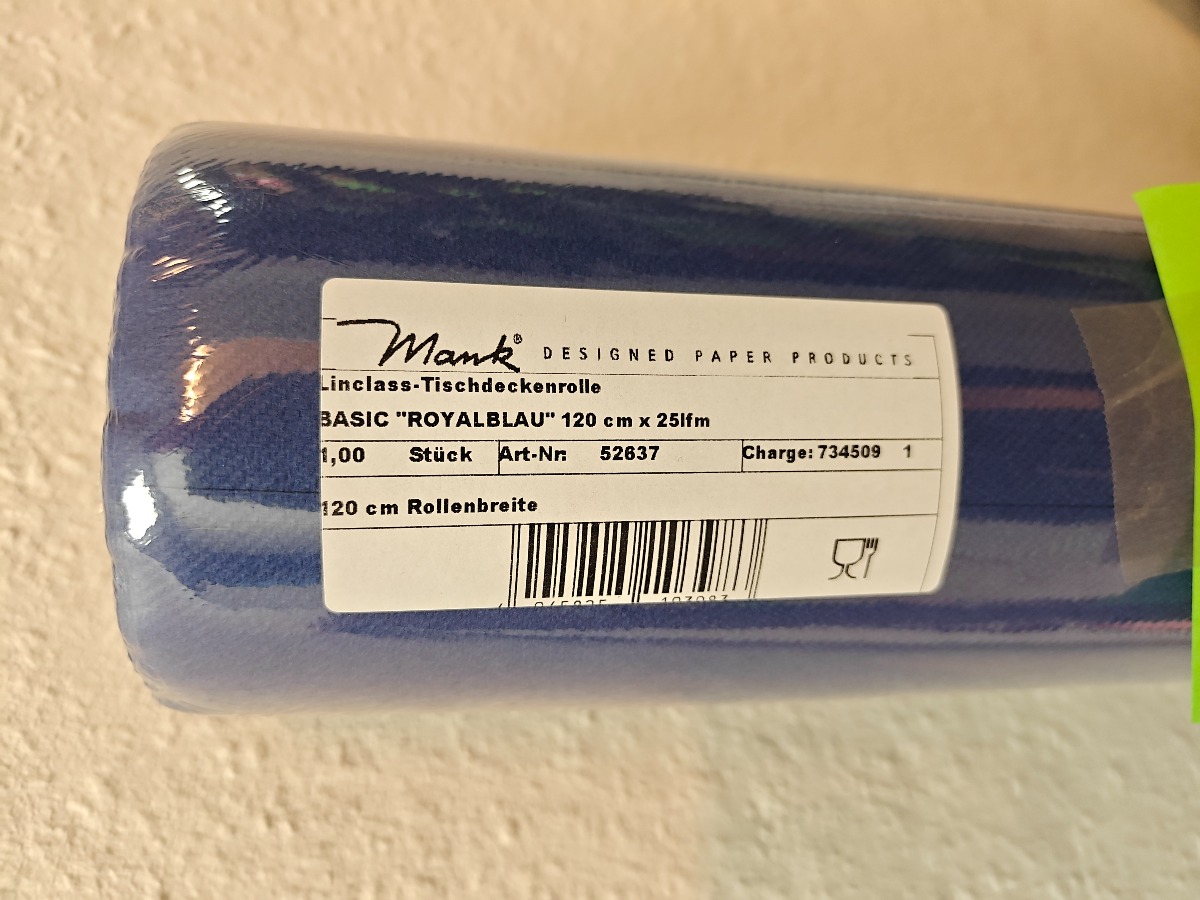 Mank® DESIGNED PAPER PRODUCTS
Linclass-Tischdeckenrolle
BASIC "ROYALBLAU" 120 cm x 25lfm
1,00 Stück Art-Nr: 52637 Charge: 734509 1
120 cm Rollenbreite